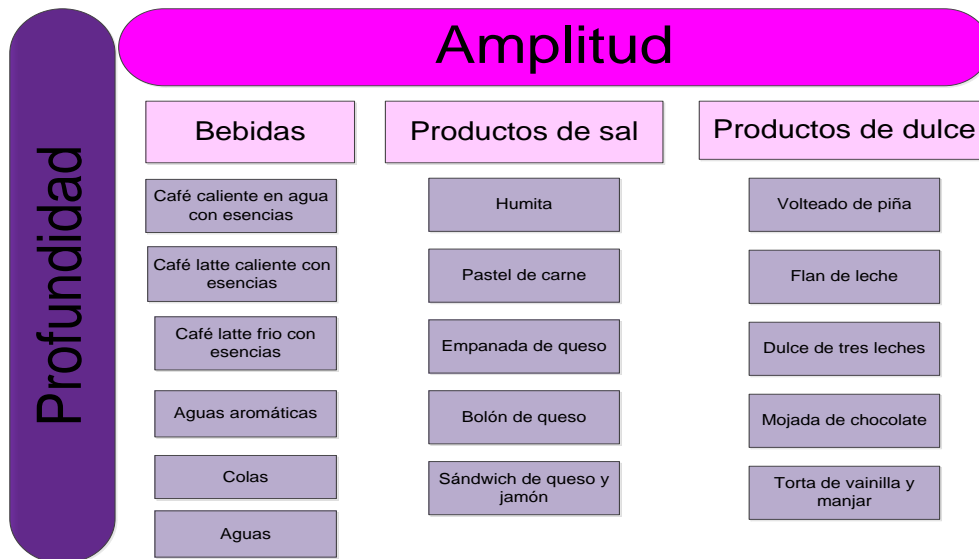 Amplitud
Profundidad
Bebidas
Café caliente en agua
con esencias
Café latte caliente con
esencias
Café latte frio con
esencias
Aguas aromáticas
Colas
Aguas
Productos de sal
Humita
Pastel de carne
Empanada de queso
Bolón de queso
Sándwich de queso y
jamón
Productos de dulce
Volteado de piña
Flan de leche
Dulce de tres leches
Mojada de chocolate
Torta de vainilla y
manjar